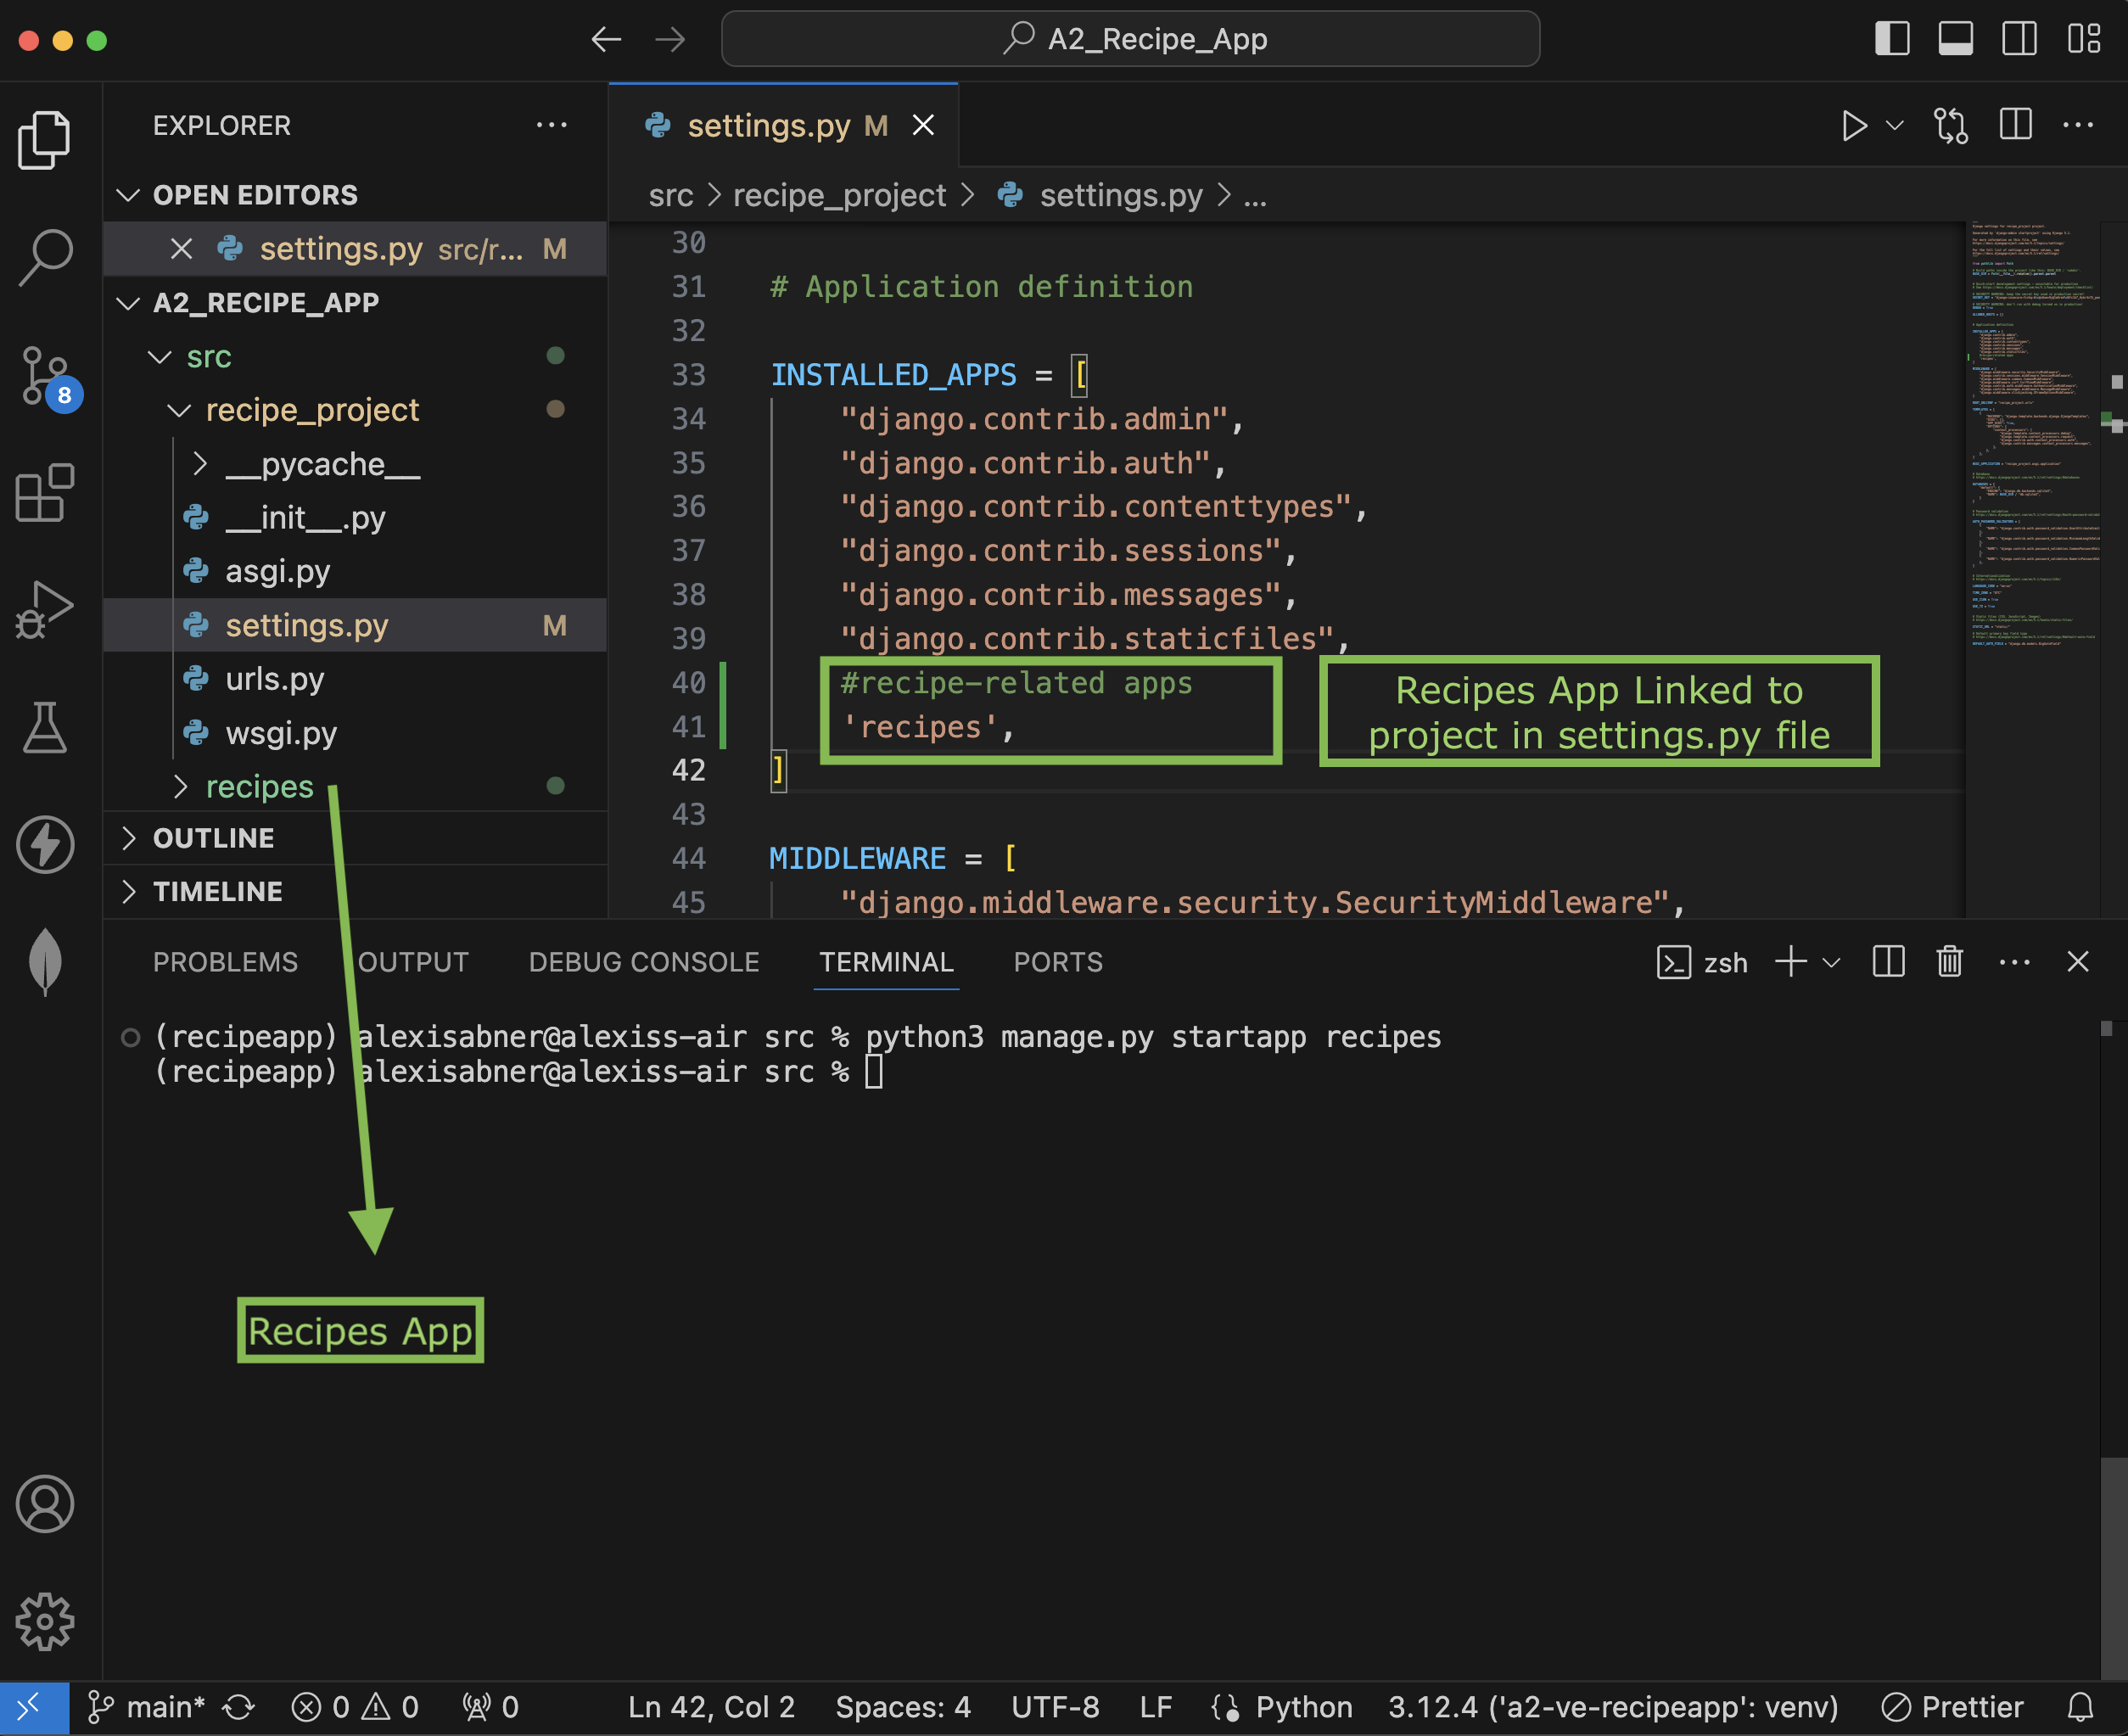 A2_Recipe_App
EXPLORER
settings.py M
OPEN EDITORS
settings.py src/r... M
A2_RECIPE_APP
src
recipe_project
__pycache__
__init__.py
asgi.py
settings.py M
urls.py
wsgi.py
recipes
OUTLINE
TIMELINE
8
src > recipe_project > settings.py > ...
30
31 # Application definition
32
33 INSTALLED_APPS = [
34 "django.contrib.admin",
35 "django.contrib.auth",
36 "django.contrib.contenttypes",
37 "django.contrib.sessions",
38 "django.contrib.messages",
39 "django.contrib.staticfiles",
40 #recipe-related apps
41 'recipes',
42 ]
43
44 MIDDLEWARE = [
45 "django.middleware.security.SecurityMiddleware",
Recipes App Linked to
project in settings.py file
PROBLEMS OUTPUT DEBUG CONSOLE TERMINAL PORTS
zsh
(recipeapp) alexisabner@alexiss-air src % python3 manage.py startapp recipes
(recipeapp) alexisabner@alexiss-air src %
Recipes App
main* 0 0 0 Ln 42, Col 2 Spaces: 4 UTF-8 LF Python 3.12.4 ('a2-ve-recipeapp': venv) Prettier